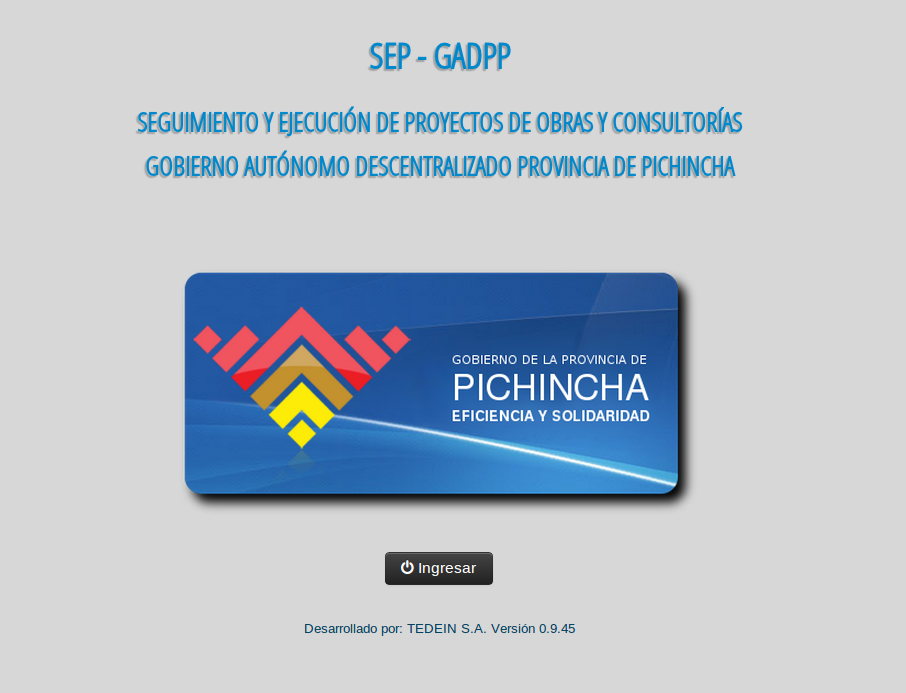 SEP - GADPP
SEGUIMIENTO Y EJECUCIÓN DE PROYECTOS DE OBRAS Y CONSULTORÍAS
GOBIERNO AUTÓNOMO DESCENTRALIZADO PROVINCIA DE PICHINCHA
GOBIERNO DE LA PROVINCIA DE
PICHINCHA
EFICIENCIA Y SOLIDARIDAD
Ingresar
Desarrollado por: TEDEIN S.A. Versión 0.9.45